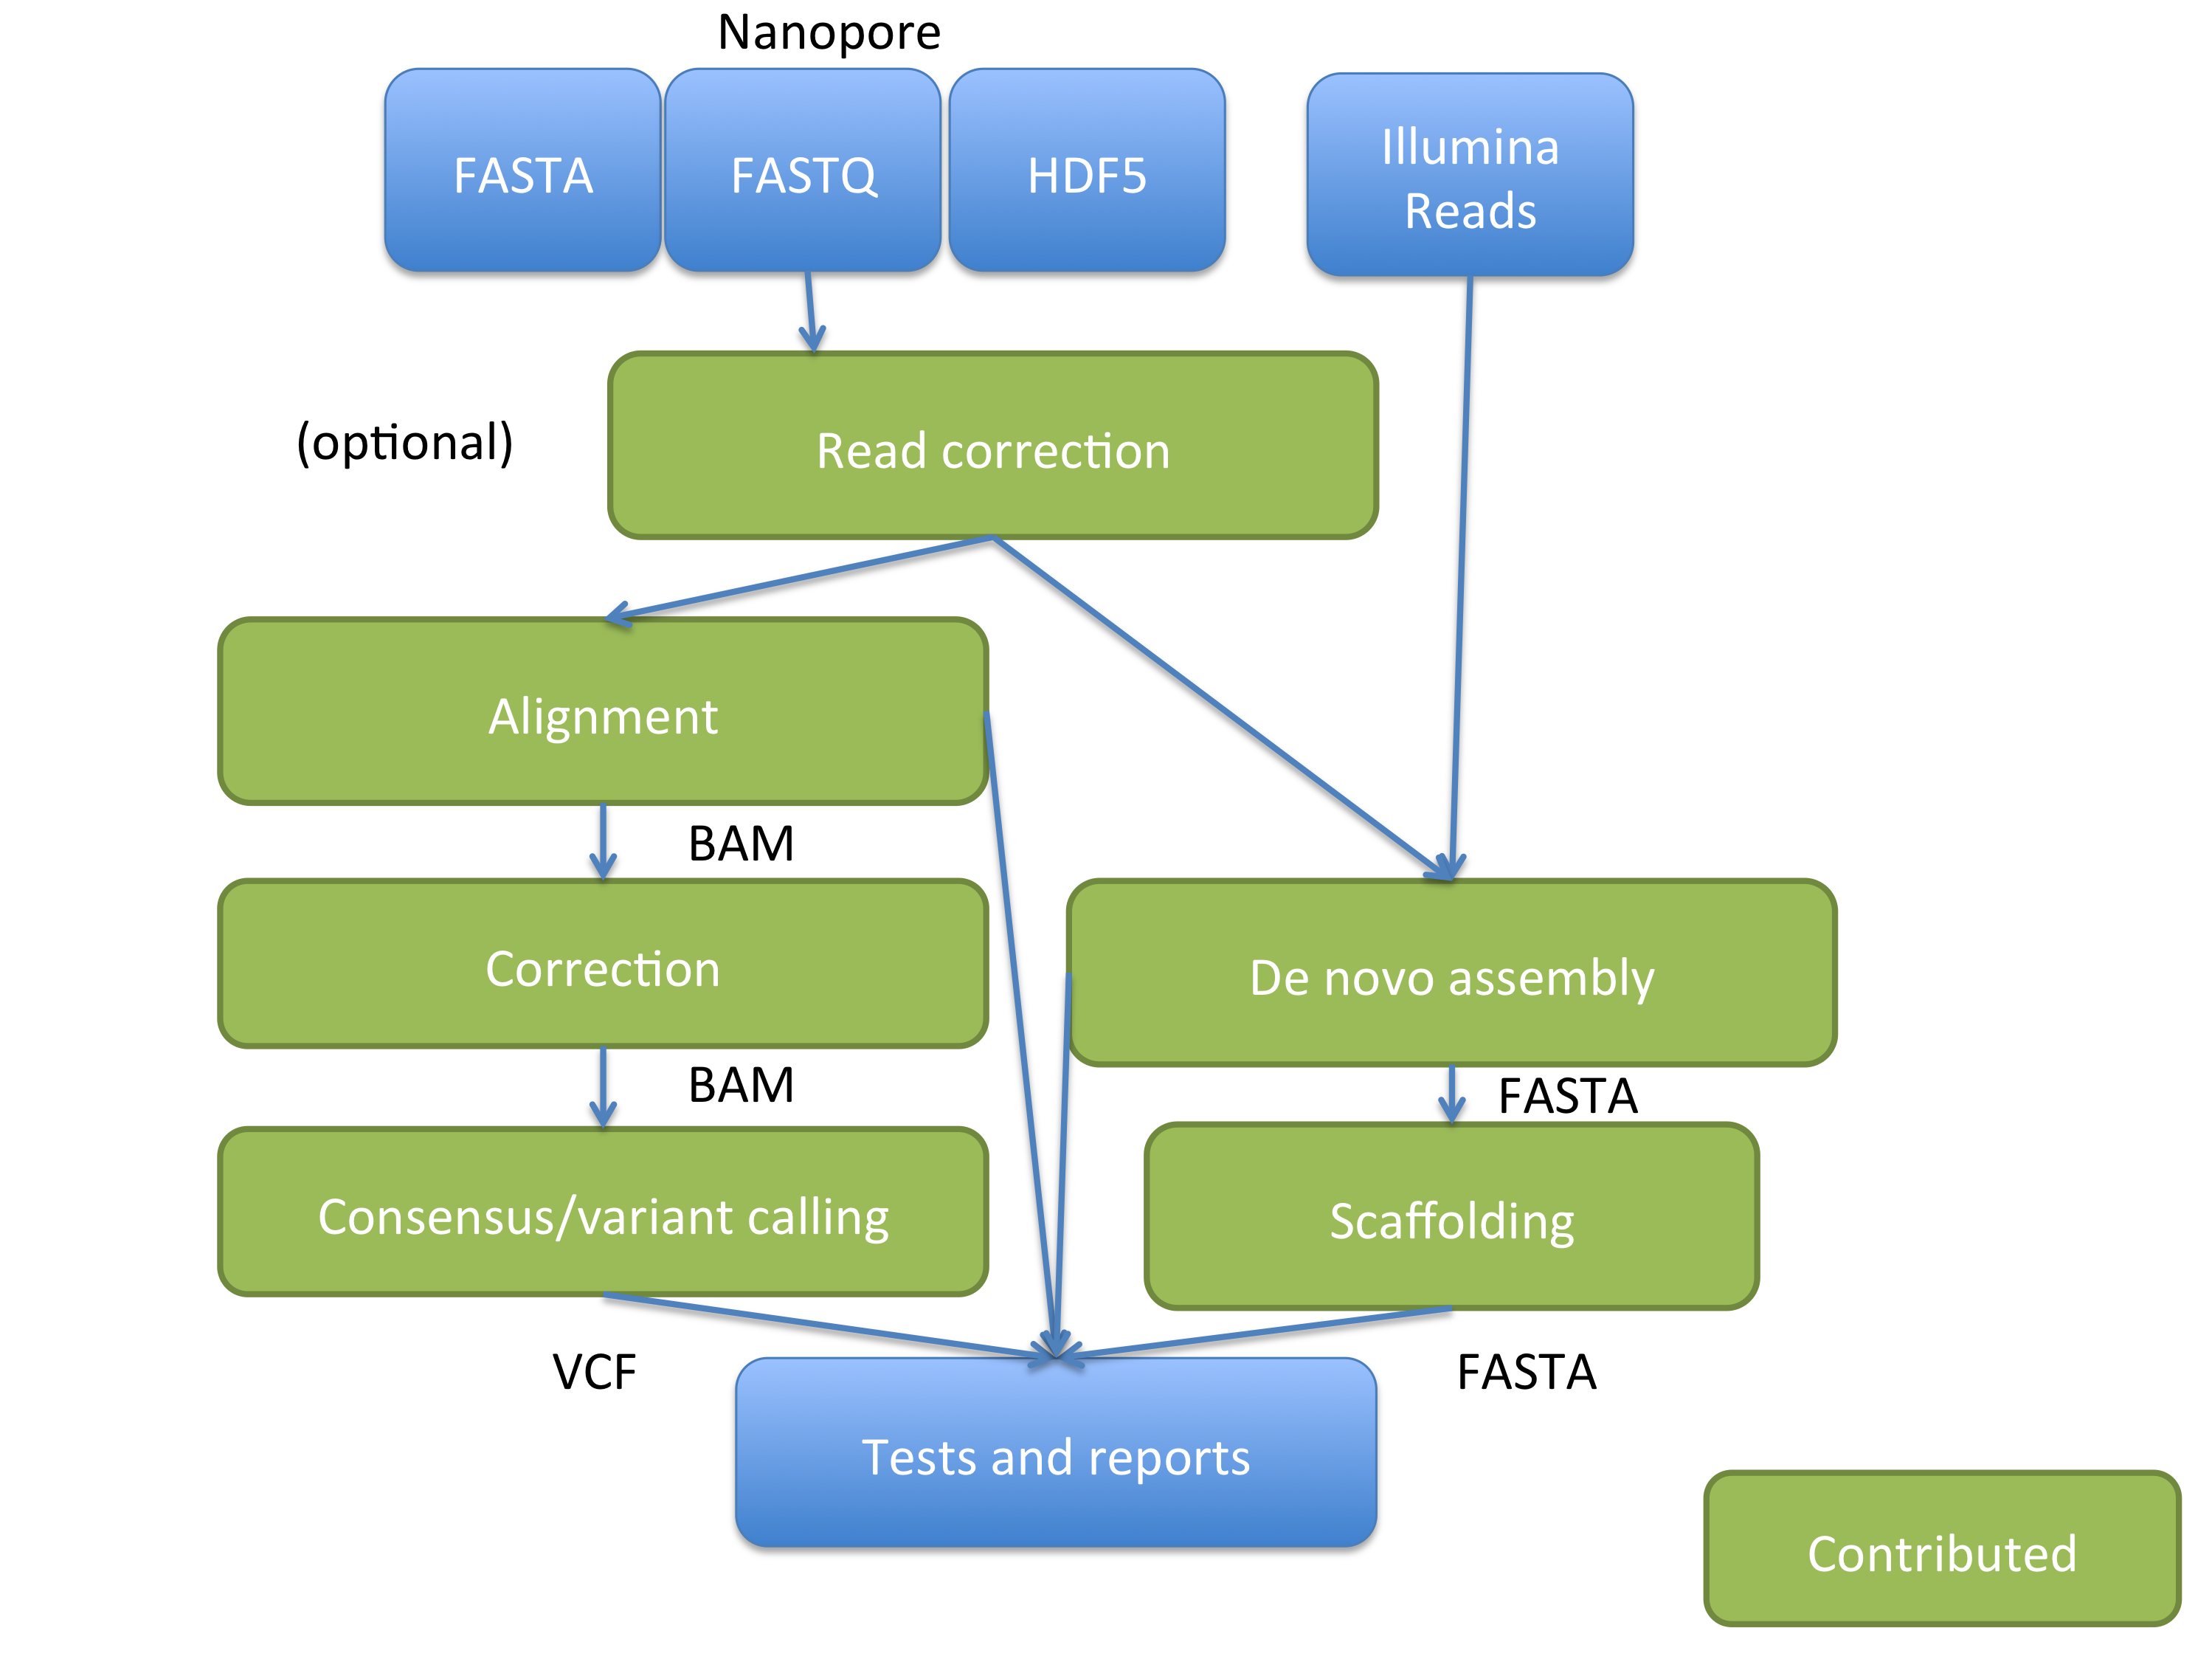 Nanopore
FASTA
FASTQ
HDF5
Illumina
Reads
(optional)
Read correction
Alignment
BAM
Correction
De novo assembly
BAM
FASTA
Consensus/variant calling
Scaffolding
VCF
FASTA
Tests and reports
Contributed